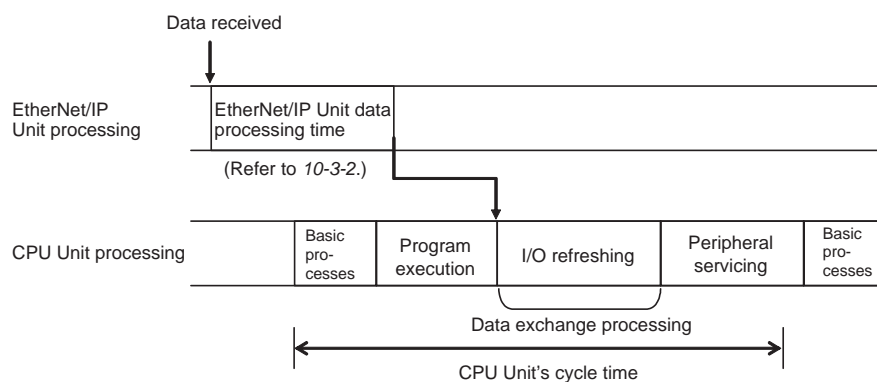 Data received
EtherNet/IP
Unit processing
EtherNet/IP Unit data
processing time
(Refer to 10-3-2.)
CPU Unit processing
Basic
pro-
cesses
Program
execution
I/O refreshing
Peripheral
servicing
Basic
pro-
cesses
Data exchange processing
CPU Unit's cycle time